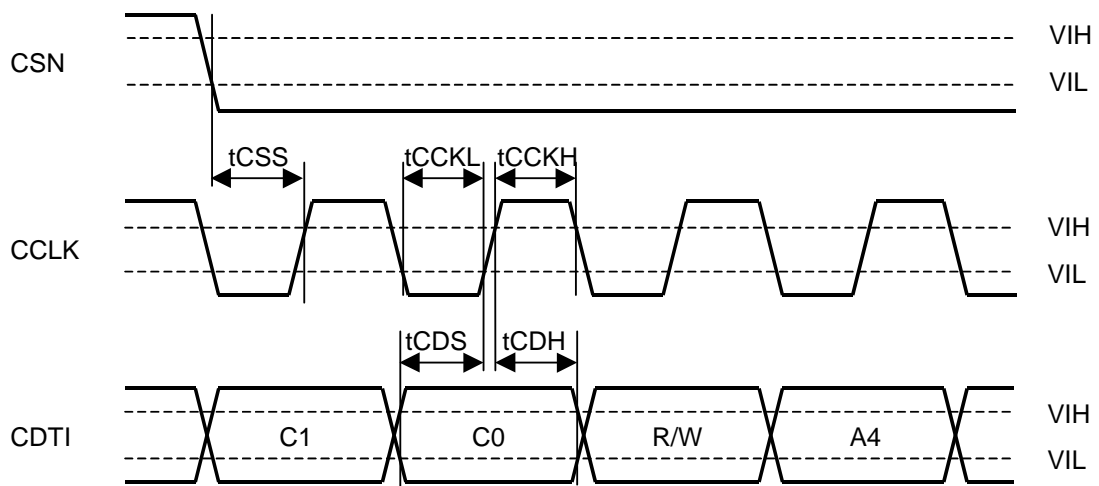 VIH
CSN
VIL
tCSS tCCKL tCCKH
VIH
CCLK
VIL
tCDS tCDH
VIH
CDTI C1 C0 R/W A4
VIL